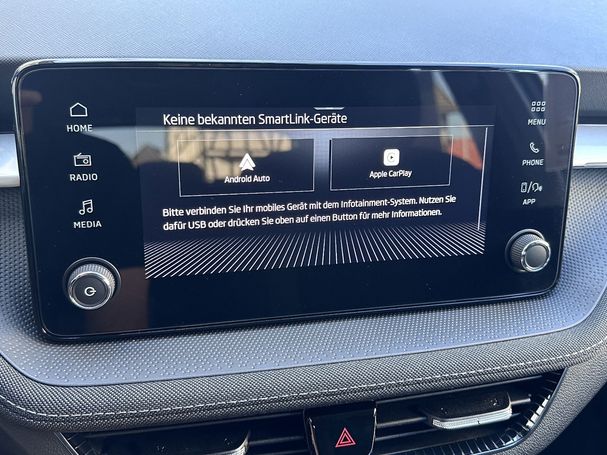 Keine bekannten SmartLink-Geräte
HOME
RADIO
MEDIA
Android Auto
Apple CarPlay
Bitte verbinden Sie Ihr mobiles Gerät mit dem Infotainment-System. Nutzen Sie
dafür USB oder drücken Sie oben auf einen Button für mehr Informationen.
MENU
PHONE
APP